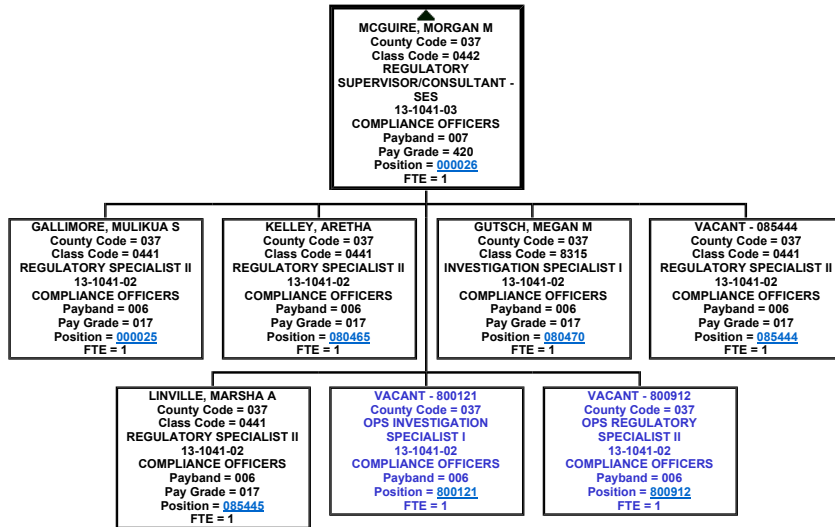 MCGUIRE, MORGAN M
County Code = 037
Class Code = 0442
REGULATORY
SUPERVISOR/CONSULTANT -
SES
13-1041-03
COMPLIANCE OFFICERS
Payband = 007
Pay Grade = 420
Position = 000026
FTE = 1
GALLIMORE, MULIKUA S
County Code = 037
Class Code = 0441
REGULATORY SPECIALIST II
13-1041-02
COMPLIANCE OFFICERS
Payband = 006
Pay Grade = 017
Position = 000025
FTE = 1
KELLEY, ARETHA
County Code = 037
Class Code = 0441
REGULATORY SPECIALIST II
13-1041-02
COMPLIANCE OFFICERS
Payband = 006
Pay Grade = 017
Position = 080465
FTE = 1
GUTSCH, MEGAN M
County Code = 037
Class Code = 8315
INVESTIGATION SPECIALIST I
13-1041-02
COMPLIANCE OFFICERS
Payband = 006
Pay Grade = 017
Position = 080470
FTE = 1
VACANT - 085444
County Code = 037
Class Code = 0441
REGULATORY SPECIALIST II
13-1041-02
COMPLIANCE OFFICERS
Payband = 006
Pay Grade = 017
Position = 085444
FTE = 1
LINVILLE, MARSHA A
County Code = 037
Class Code = 0441
REGULATORY SPECIALIST II
13-1041-02
COMPLIANCE OFFICERS
Payband = 006
Pay Grade = 017
Position = 085445
FTE = 1
VACANT - 800121
County Code = 037
OPS INVESTIGATION
SPECIALIST I
13-1041-02
COMPLIANCE OFFICERS
Payband = 006
Position = 800121
FTE = 1
VACANT - 800912
County Code = 037
OPS REGULATORY
SPECIALIST II
13-1041-02
COMPLIANCE OFFICERS
Payband = 006
Position = 800912
FTE = 1